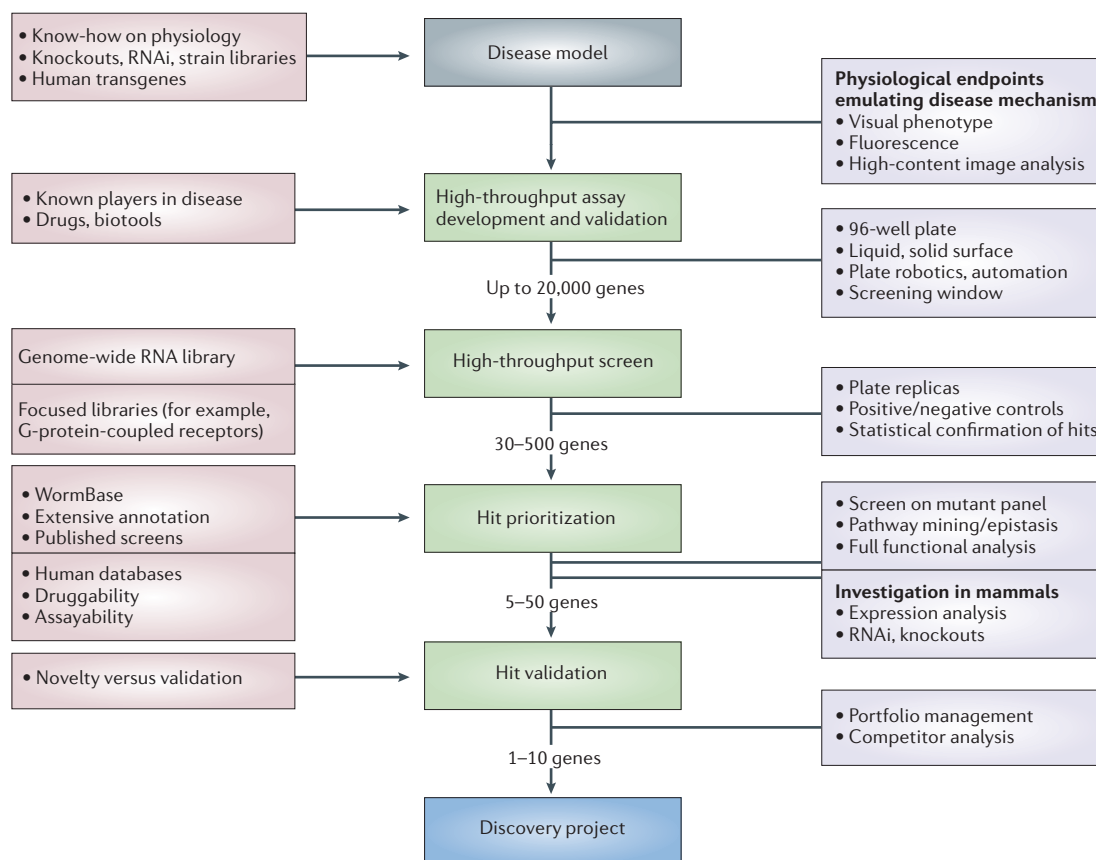 • Know-how on physiology
• Knockouts, RNAi, strain libraries
• Human transgenes
Disease model
Physiological endpoints
emulating disease mechanism
• Visual phenotype
• Fluorescence
• High-content image analysis
• Known players in disease
• Drugs, biotools
High-throughput assay
development and validation
• 96-well plate
• Liquid, solid surface
• Plate robotics, automation
• Screening window
Up to 20,000 genes
Genome-wide RNA library
Focused libraries (for example,
G-protein-coupled receptors)
High-throughput screen
• Plate replicas
• Positive/negative controls
• Statistical confirmation of hits
30–500 genes
• WormBase
• Extensive annotation
• Published screens
• Human databases
• Druggability
• Assayability
Hit prioritization
• Screen on mutant panel
• Pathway mining/epistasis
• Full functional analysis
Investigation in mammals
• Expression analysis
• RNAi, knockouts
5–50 genes
• Novelty versus validation
Hit validation
• Portfolio management
• Competitor analysis
1–10 genes
Discovery project